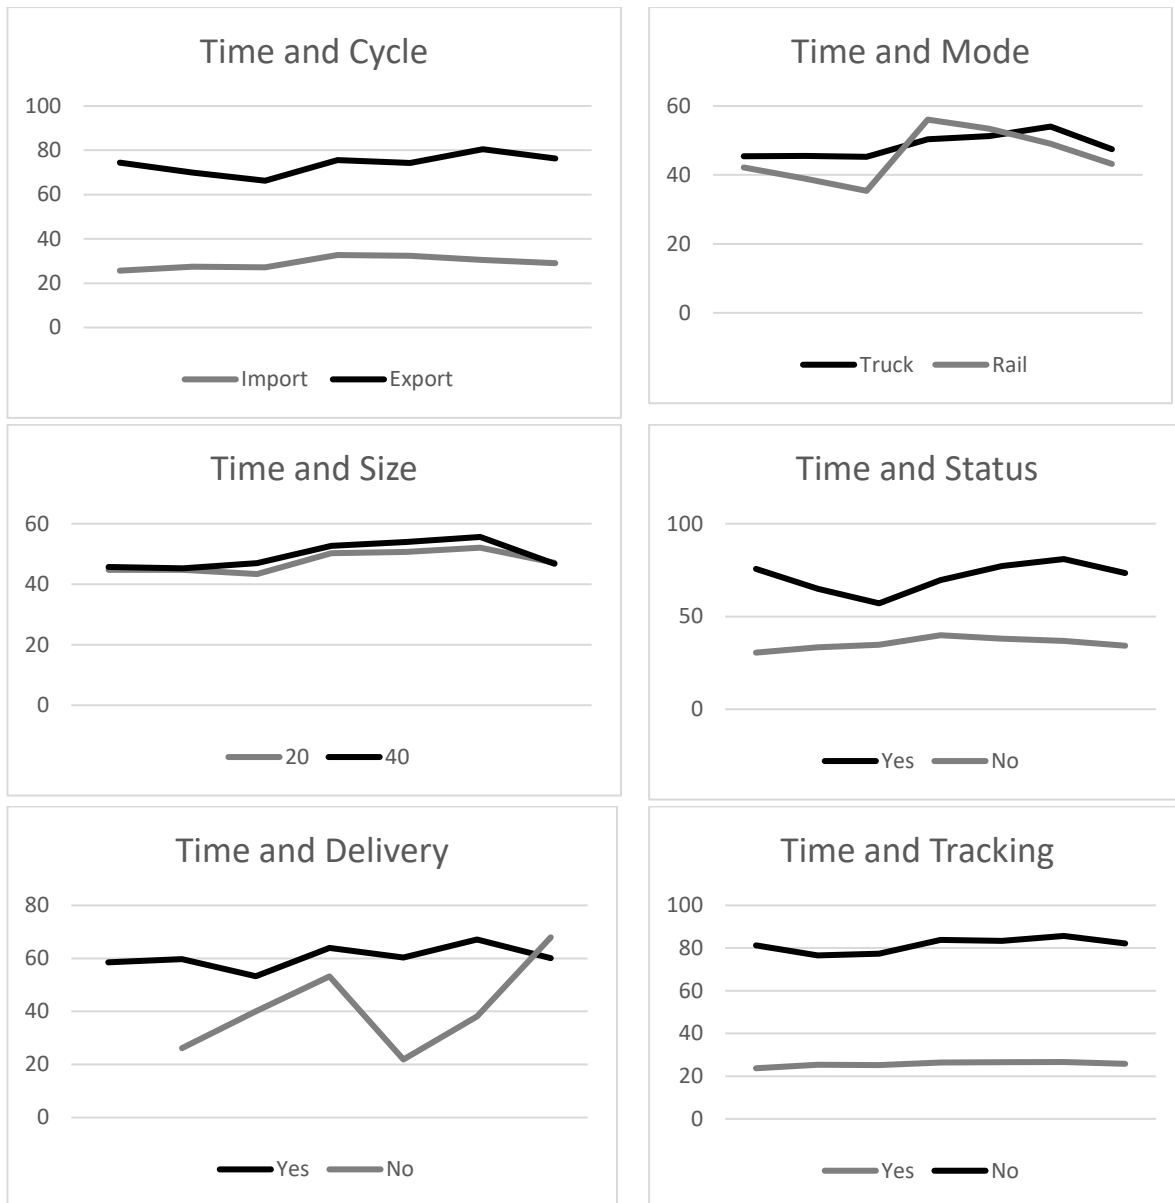 Time and Cycle
100
80
60
40
20
0
Import Export
Time and Mode
60
40
20
0
Truck Rail
Time and Size
60
40
20
0
20 40
Time and Status
100
50
0
Yes No
Time and Delivery
80
60
40
20
0
Yes No
Time and Tracking
100
80
60
40
20
0
Yes No